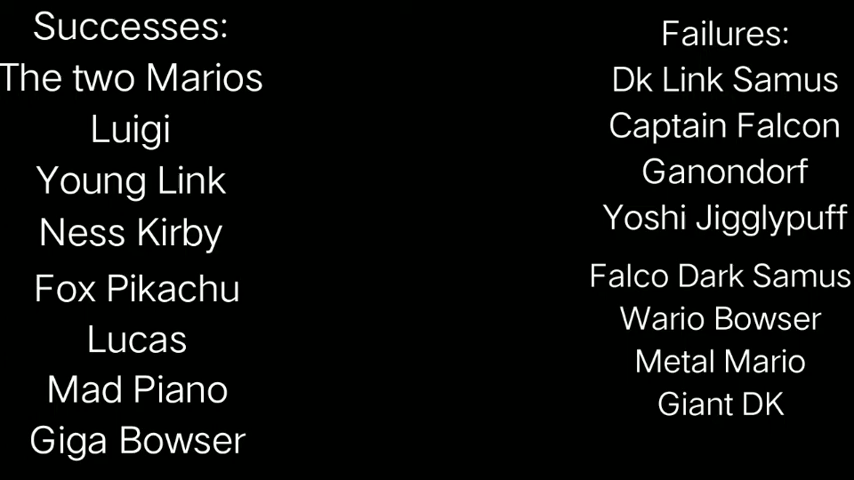 Successes:
The two Marios
Luigi
Young Link
Ness Kirby
Fox Pikachu
Lucas
Mad Piano
Giga Bowser
Failures:
Dk Link Samus
Captain Falcon
Ganondorf
Yoshi Jigglypuff
Falco Dark Samus
Wario Bowser
Metal Mario
Giant DK